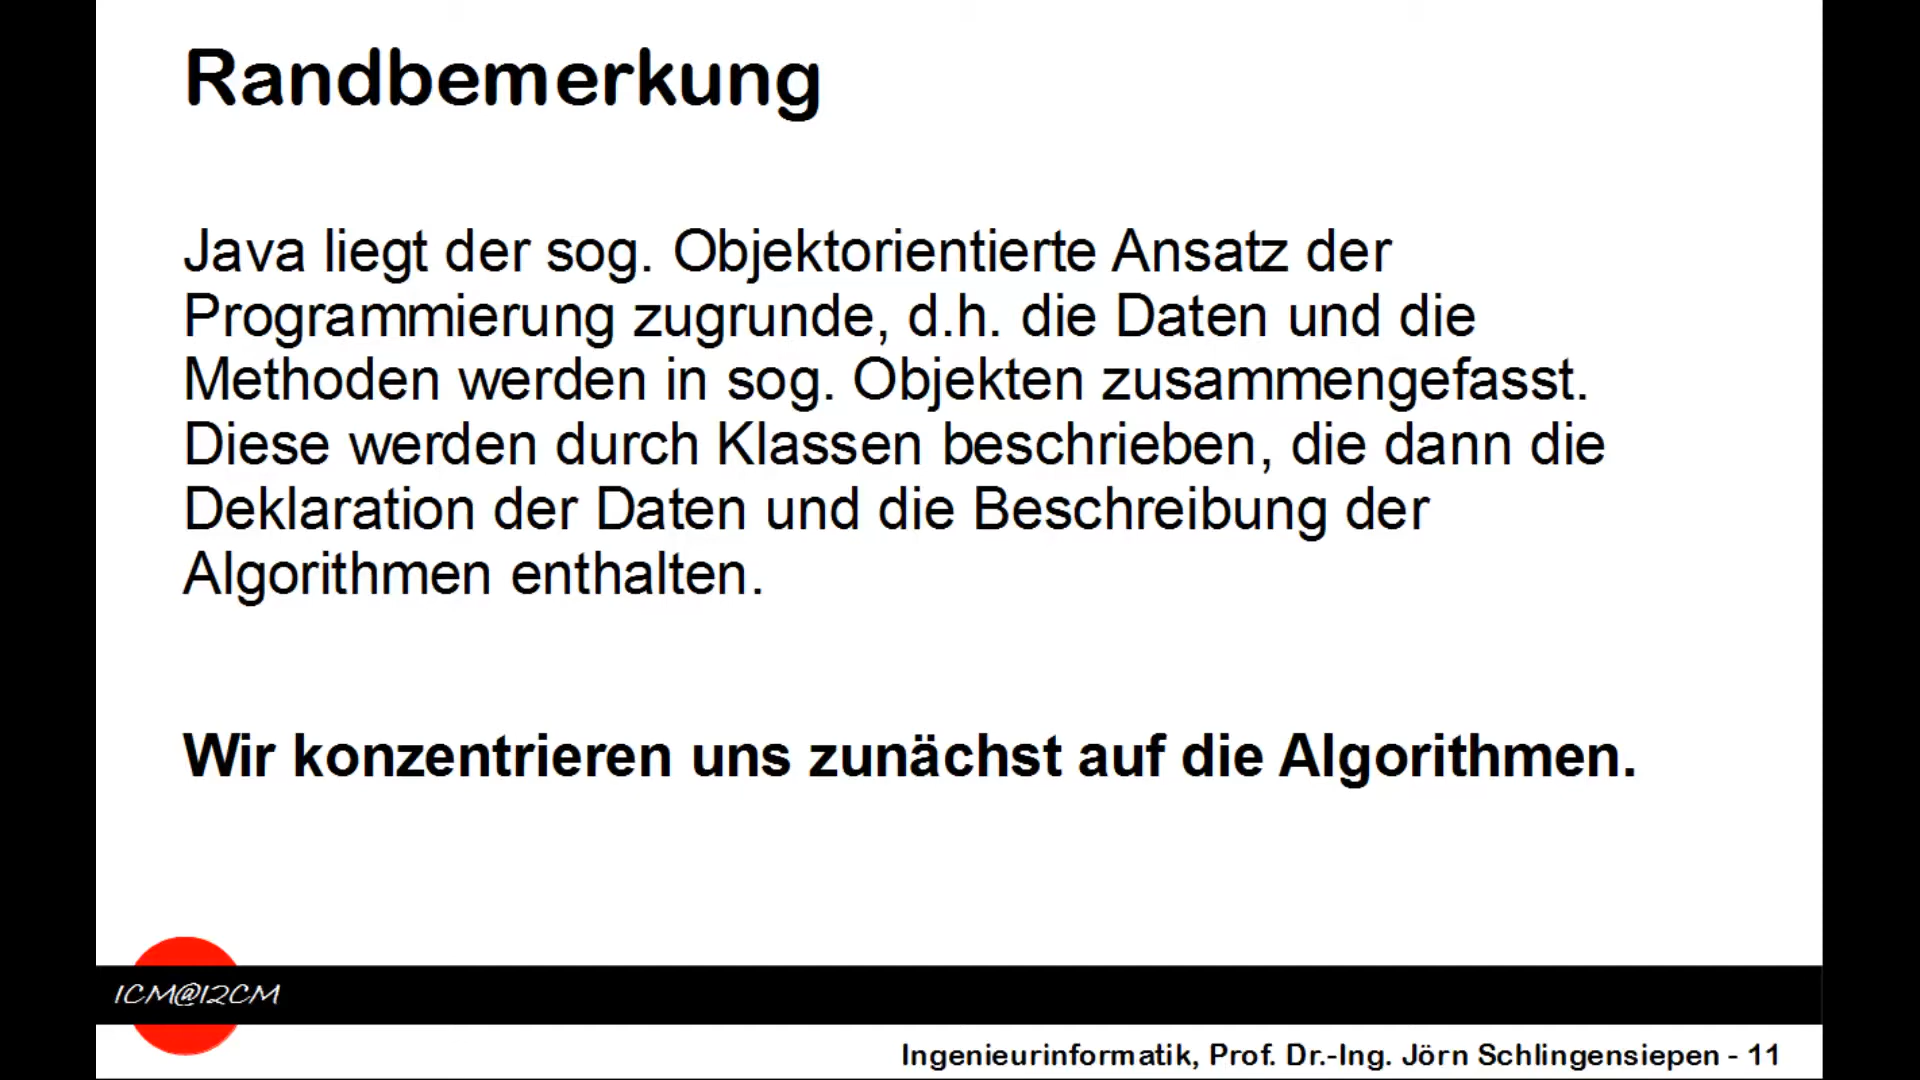 Randbemerkung
Java liegt der sog. Objektorientierte Ansatz der
Programmierung zugrunde, d.h. die Daten und die
Methoden werden in sog. Objekten zusammengefasst.
Diese werden durch Klassen beschrieben, die dann die
Deklaration der Daten und die Beschreibung der
Algorithmen enthalten.
Wir konzentrieren uns zunächst auf die Algorithmen.
ICM@I2CM
Ingenieurinformatik, Prof. Dr.-Ing. Jörn Schlingensiepen - 11